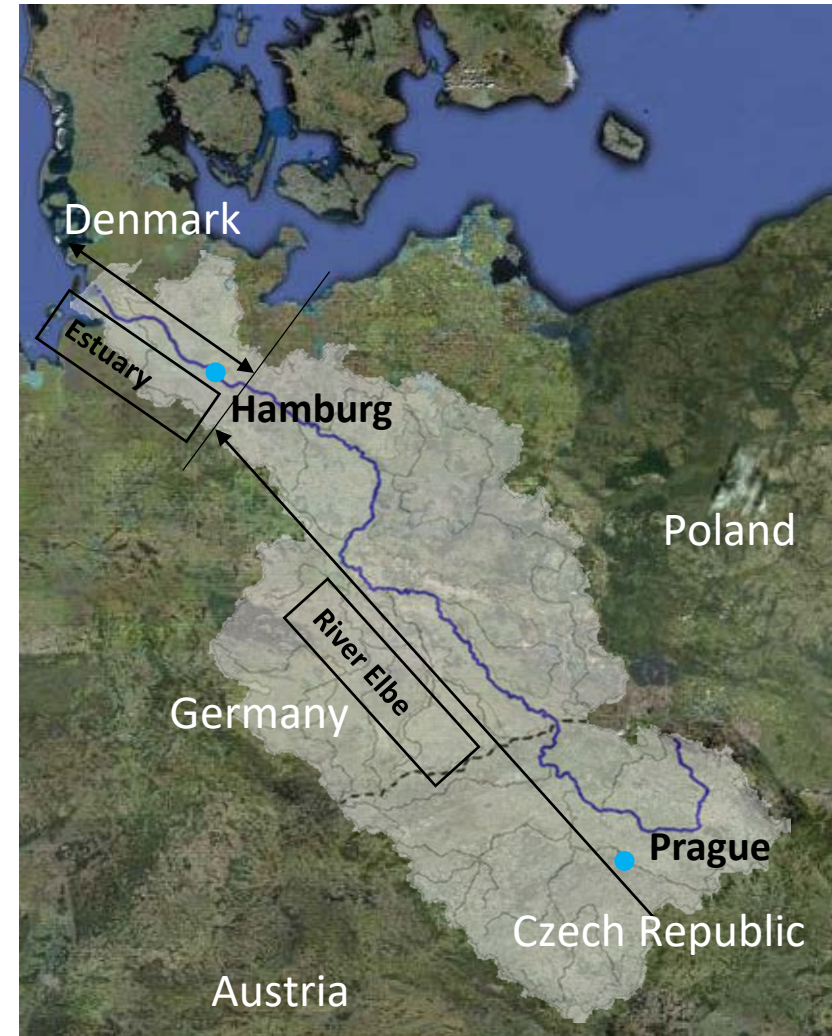 Denmark
Estuary
Hamburg
Poland
River Elbe
Germany
Prague
Czech Republic
Austria